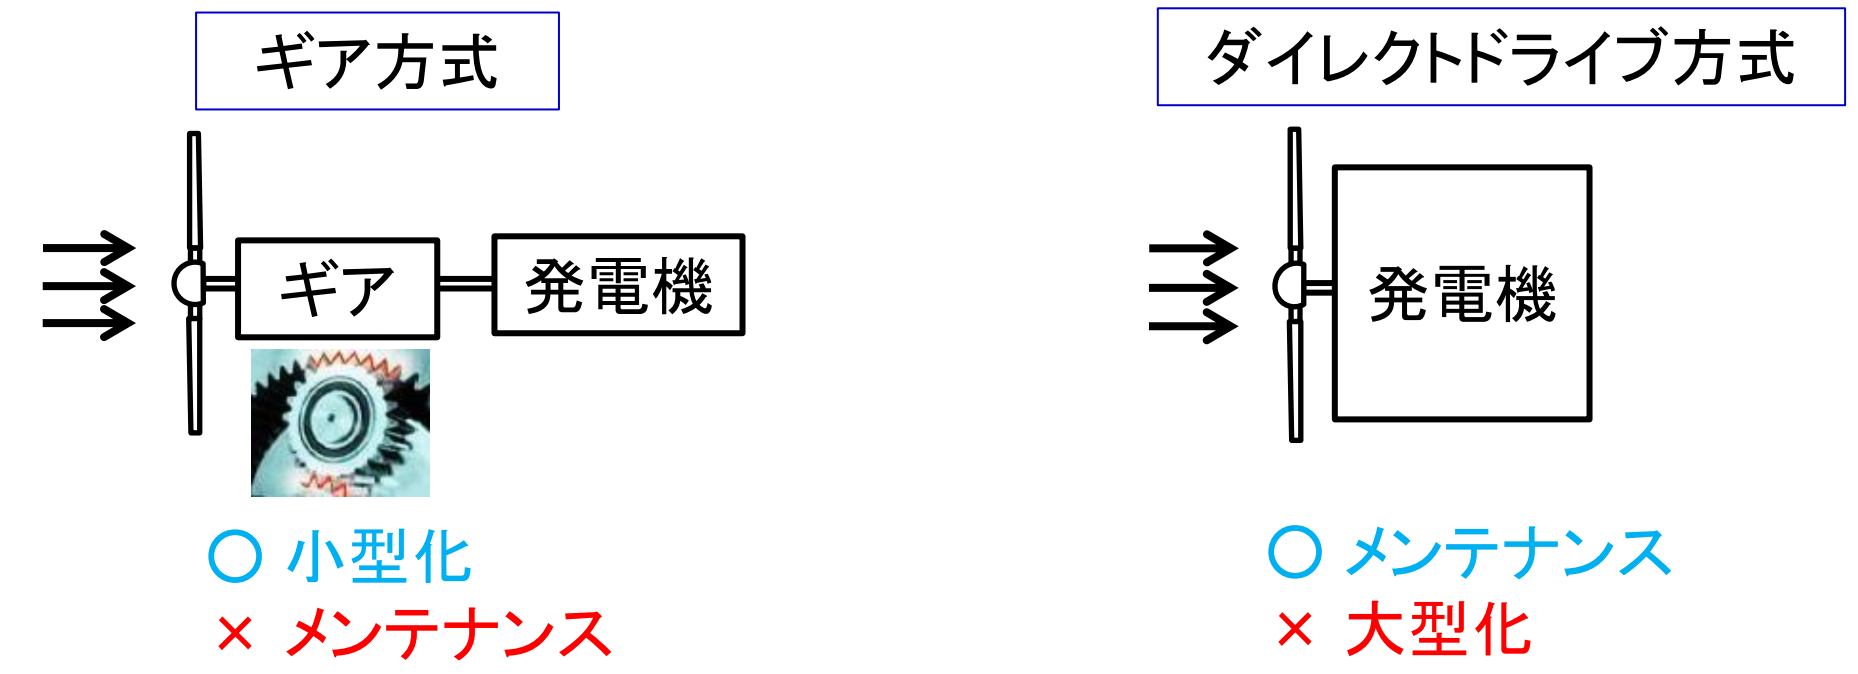 ギア方式
ギア
発電機
○ 小型化
× メンテナンス
ダイレクトドライブ方式
発電機
○ メンテナンス
× 大型化